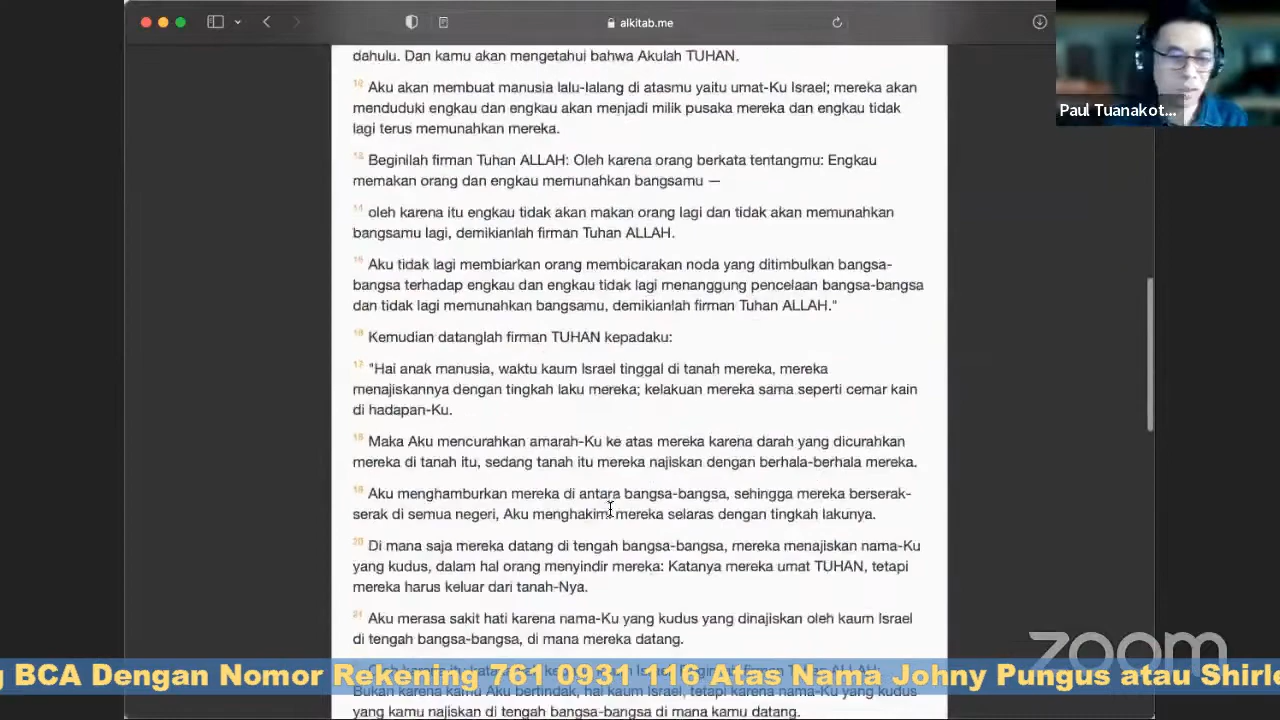 alkitab.me
Paul Tuanakot...
dahulu. Dan kamu akan mengetahui bahwa Akulah TUHAN.
12 Aku akan membuat manusia lalu-lalang di atasmu yaitu umat-Ku Israel; mereka akan
menduduki engkau dan engkau akan menjadi milik pusaka mereka dan engkau tidak
lagi terus memunahkan mereka.
13 Beginilah firman Tuhan ALLAH: Oleh karena orang berkata tentangmu: Engkau
memakan orang dan engkau memunahkan bangsamu —
14 oleh karena itu engkau tidak akan makan orang lagi dan tidak akan memunahkan
bangsamu lagi, demikianlah firman Tuhan ALLAH.
15 Aku tidak lagi membiarkan orang membicarakan noda yang ditimbulkan bangsa-
bangsa terhadap engkau dan engkau tidak lagi menanggung pencelaan bangsa-bangsa
dan tidak lagi memunahkan bangsamu, demikianlah firman Tuhan ALLAH."
16 Kemudian datanglah firman TUHAN kepadaku:
17 "Hai anak manusia, waktu kaum Israel tinggal di tanah mereka, mereka
menajiskannya dengan tingkah laku mereka; kelakuan mereka sama seperti cemar kain
di hadapan-Ku.
18 Maka Aku mencurahkan amarah-Ku ke atas mereka karena darah yang dicurahkan
mereka di tanah itu, sedang tanah itu mereka najiskan dengan berhala-berhala mereka.
19 Aku menghamburkan mereka di antara bangsa-bangsa, sehingga mereka berserak-
serak di semua negeri, Aku menghakimi mereka selaras dengan tingkah lakunya.
20 Di mana saja mereka datang di tengah bangsa-bangsa, mereka menajiskan nama-Ku
yang kudus, dalam hal orang menyindir mereka: Katanya mereka umat TUHAN, tetapi
mereka harus keluar dari tanah-Nya.
21 Aku merasa sakit hati karena nama-Ku yang kudus yang dinajiskan oleh kaum Israel
di tengah bangsa-bangsa, di mana mereka datang.
zoom
g BCA Dengan Nomor Rekening 761 0931 116 Atas Nama Johny Pungus atau Shirle
Bukan karena kamu Aku bertindak, hai kaum Israel, tetapi karena nama-Ku yang kudus
yang kamu najiskan di tengah bangsa-bangsa di mana kamu datang.